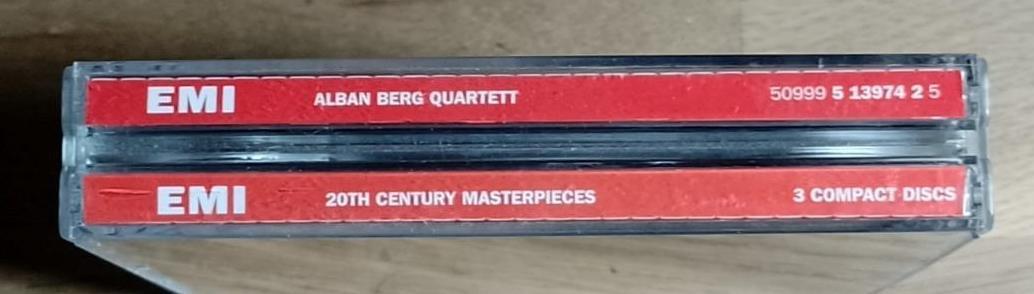 EMI ALBAN BERG QUARTETT 50999 5 13974 2 5
EMI 20TH CENTURY MASTERPIECES 3 COMPACT DISCS